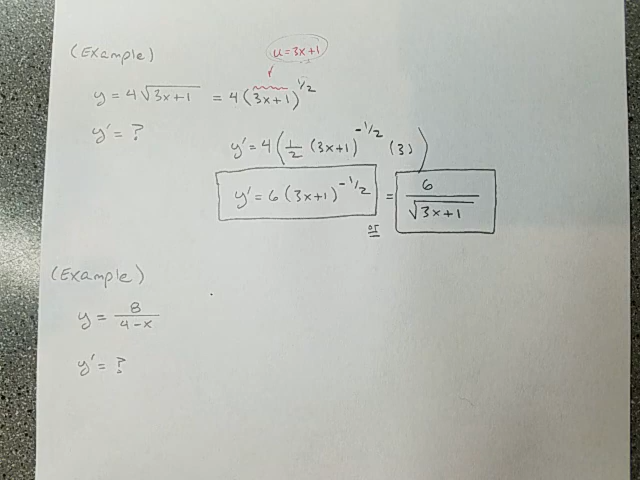 (Example)
u=3x+1
y = 4√3x+1 = 4(3x+1)^1/2
y' = ?
y' = 4(1/2 (3x+1)^-1/2 (3))
y' = 6(3x+1)^-1/2 = 6/√3x+1
or
(Example)
y = 8/4-x
y' = ?